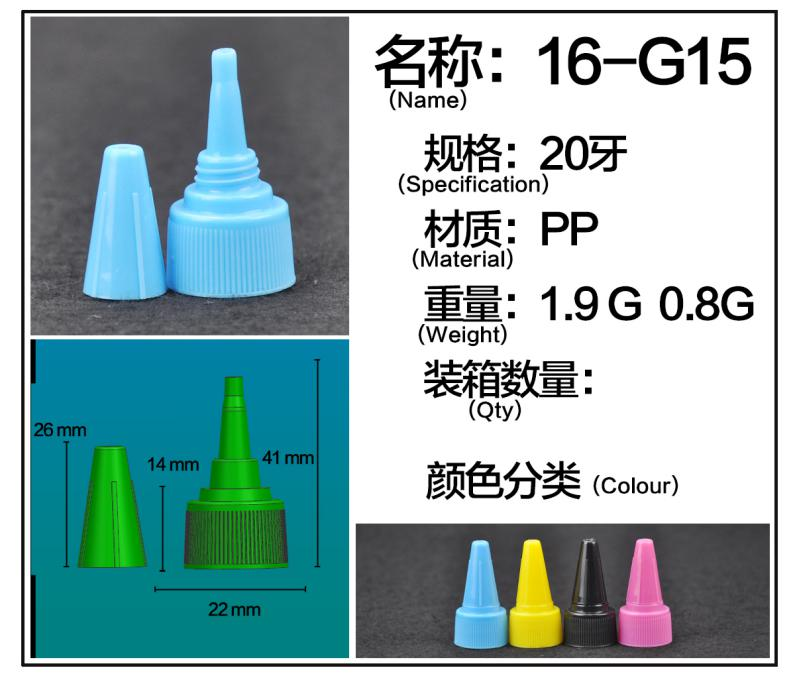 名称：16-G15
(Name)
规格：20牙
(Specification)
材质：PP
(Material)
重量：1.9 G 0.8G
(Weight)
装箱数量：
(Qty)
颜色分类 (Colour)
26 mm
14 mm
41 mm
22 mm